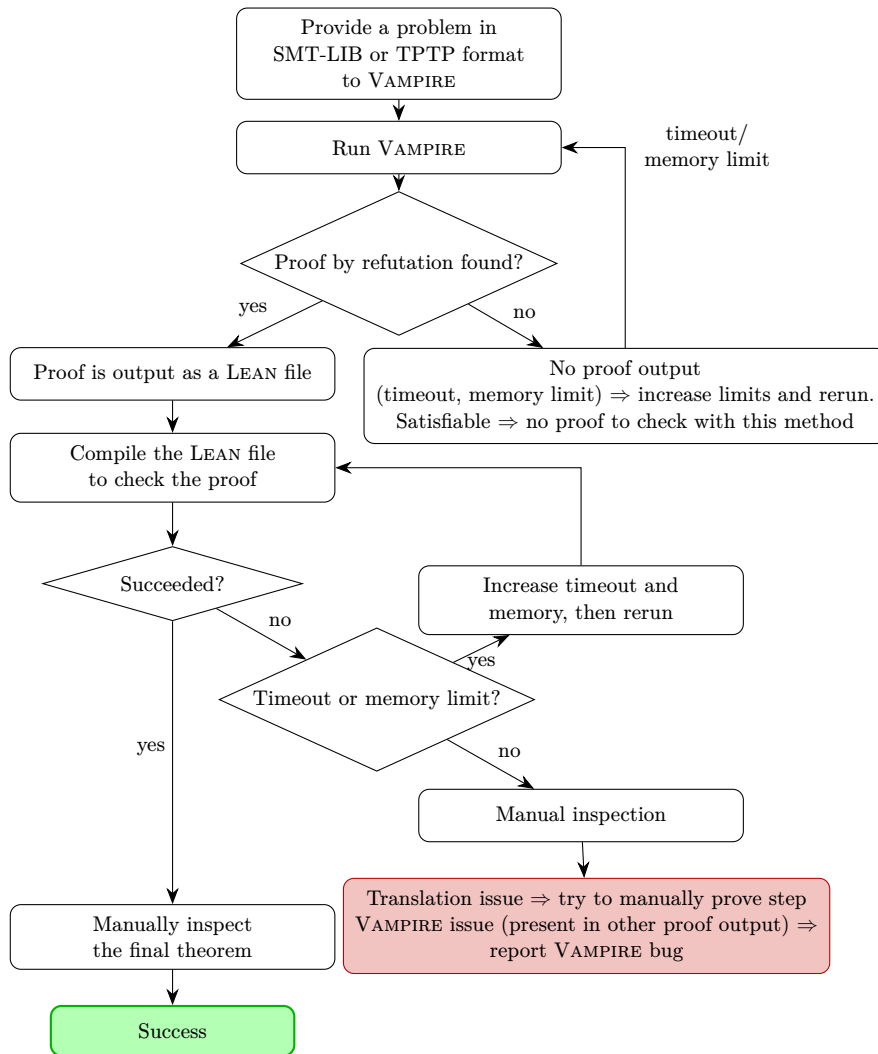 Provide a problem in
SMT-LIB or TPTP format
to VAMPIRE
Run VAMPIRE
timeout/
memory limit
Proof by refutation found?
yes
no
Proof is output as a LEAN file
No proof output
(timeout, memory limit) ⇒ increase limits and rerun.
Satisfiable ⇒ no proof to check with this method
Compile the LEAN file
to check the proof
Succeeded?
Increase timeout and
memory, then rerun
no
yes
Timeout or memory limit?
yes
no
Manual inspection
Translation issue ⇒ try to manually prove step
VAMPIRE issue (present in other proof output) ⇒
report VAMPIRE bug
Manually inspect
the final theorem
Success